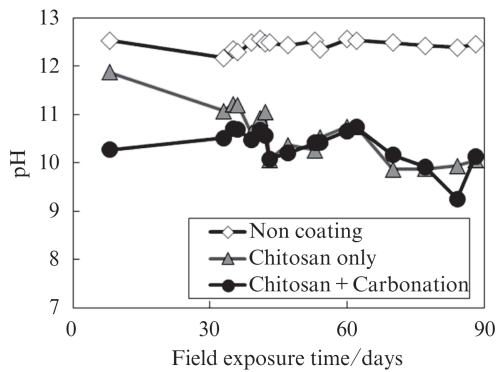 13
12
11
10
9
8
7
pH
Non coating
Chitosan only
Chitosan + Carbonation
0
30
60
90
Field exposure time/days